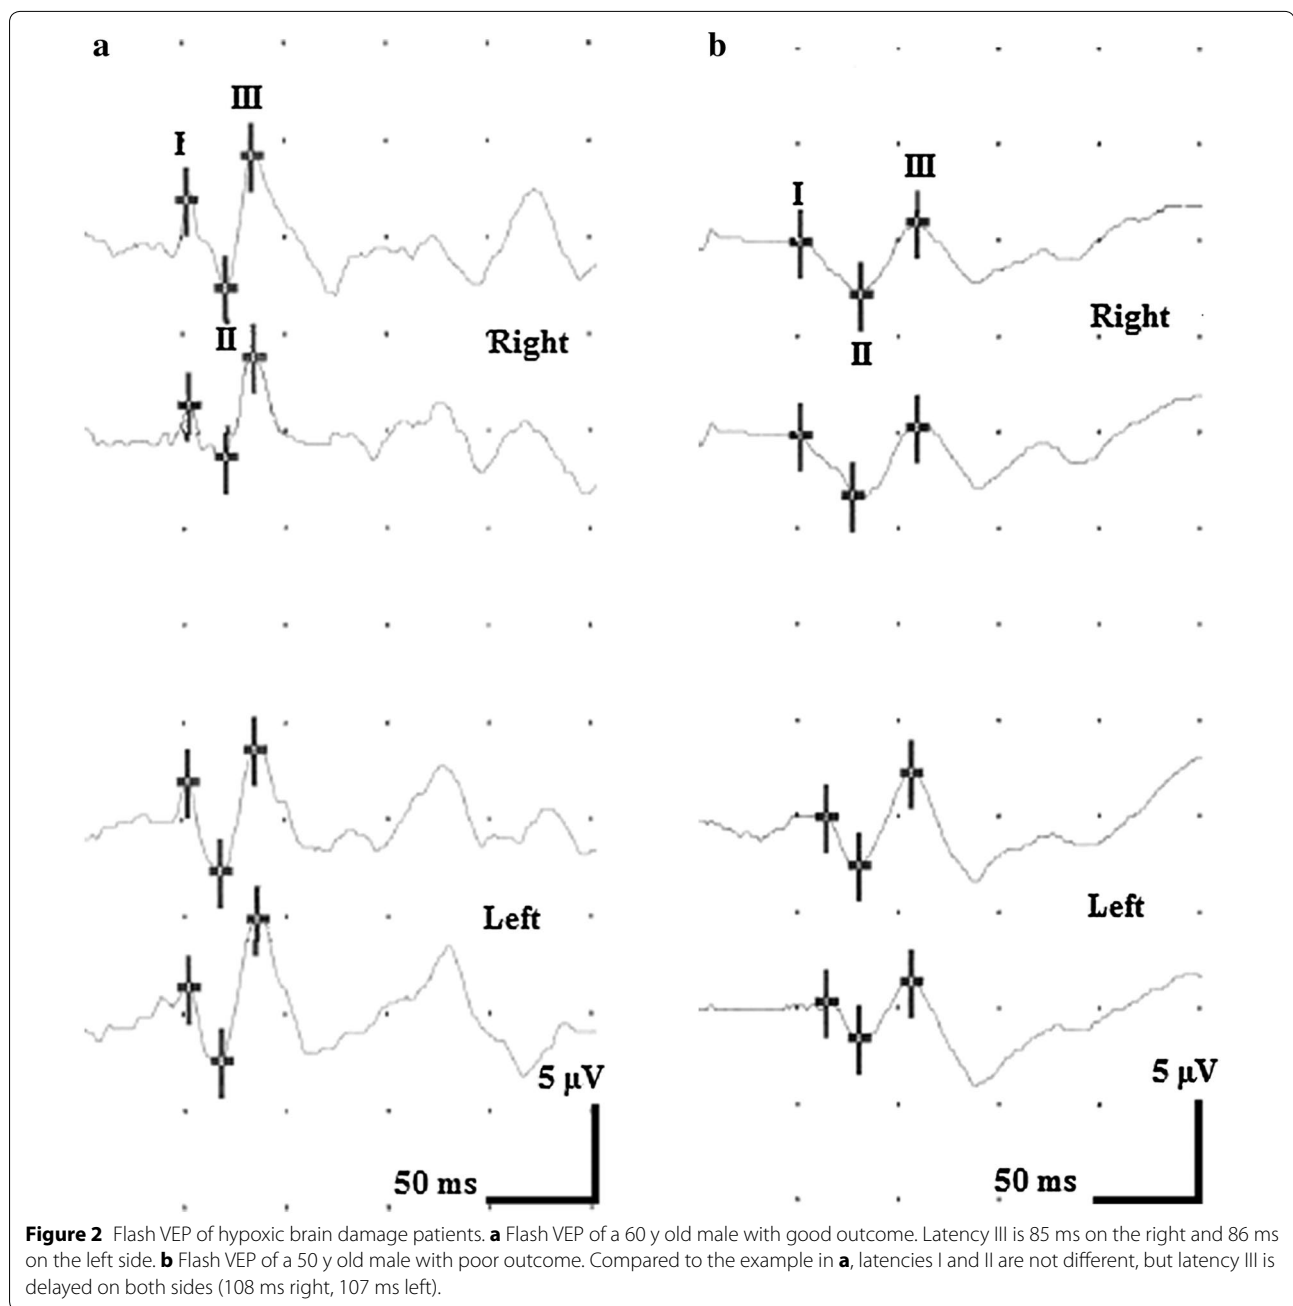 a
III
I
II
Right
Left
5 μV
50 ms
b
III
I
II
Right
Left
5 μV
50 ms
Figure 2 Flash VEP of hypoxic brain damage patients. a Flash VEP of a 60 y old male with good outcome. Latency III is 85 ms on the right and 86 ms
on the left side. b Flash VEP of a 50 y old male with poor outcome. Compared to the example in a, latencies I and II are not different, but latency III is
delayed on both sides (108 ms right, 107 ms left).